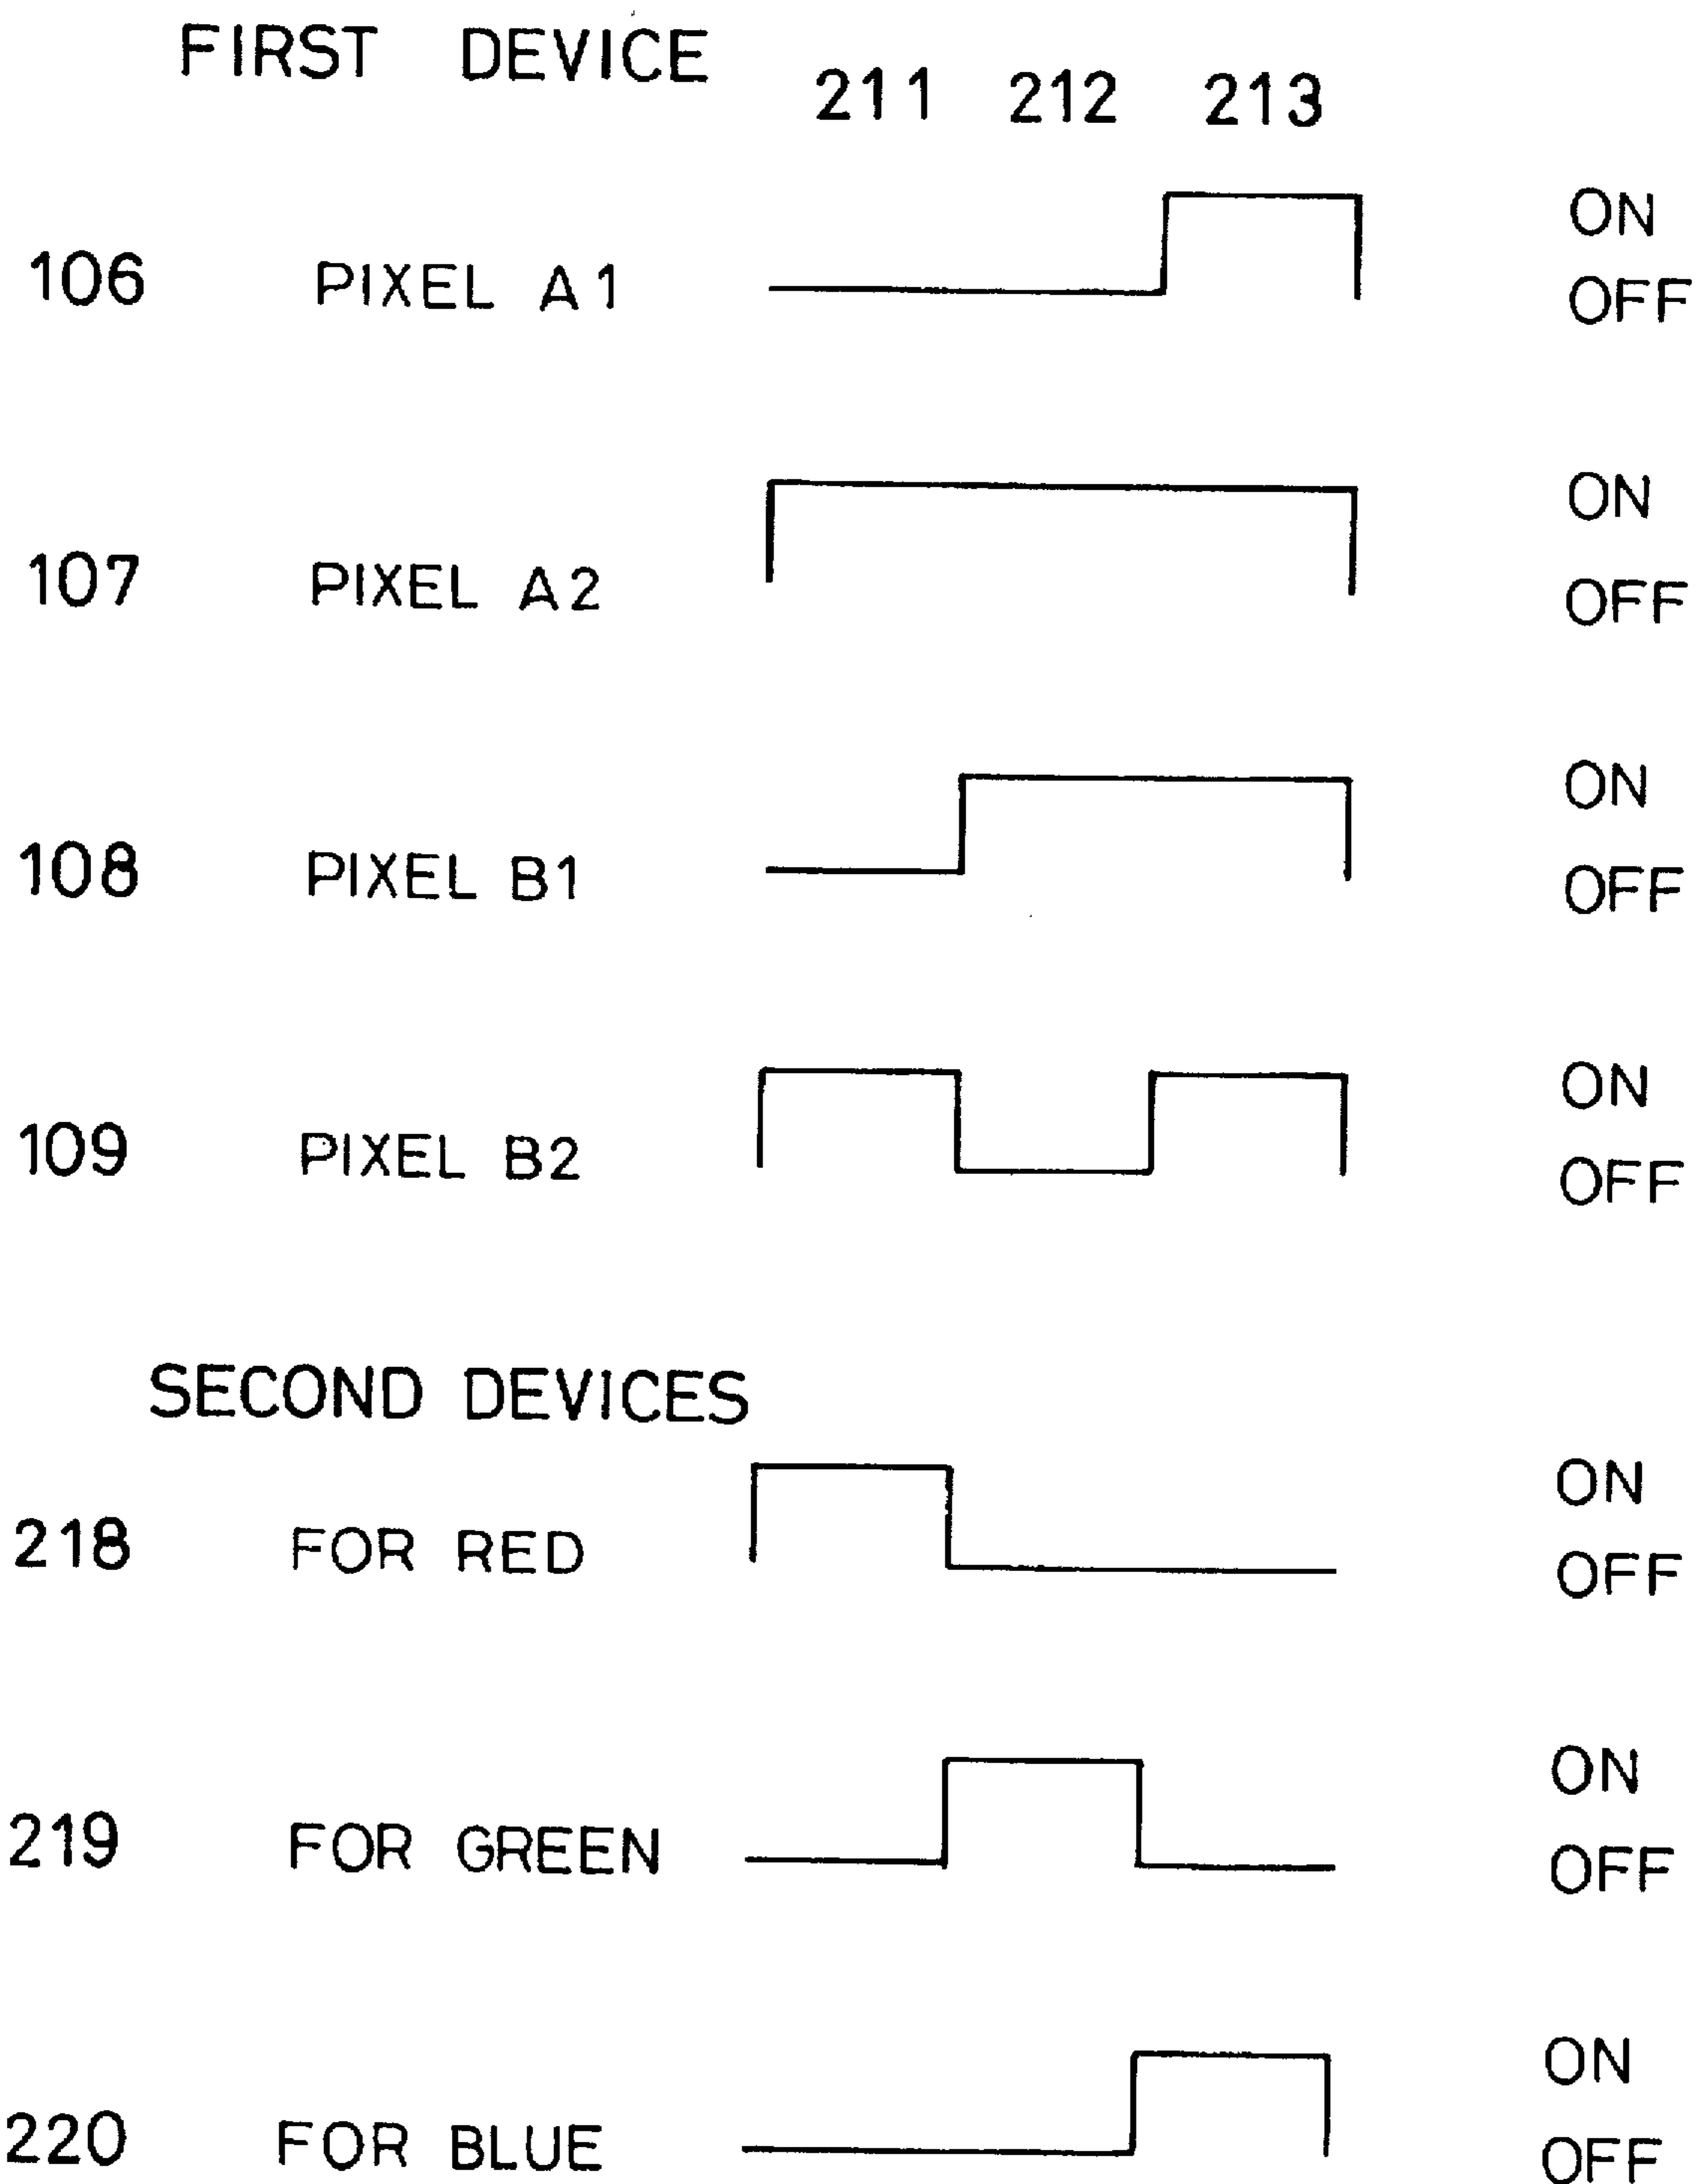 FIRST DEVICE
211 212 213
ON
106 PIXEL A1 OFF
ON
107 PIXEL A2 OFF
ON
108 PIXEL B1 OFF
ON
109 PIXEL B2 OFF
SECOND DEVICES
ON
218 FOR RED OFF
ON
219 FOR GREEN OFF
ON
220 FOR BLUE OFF